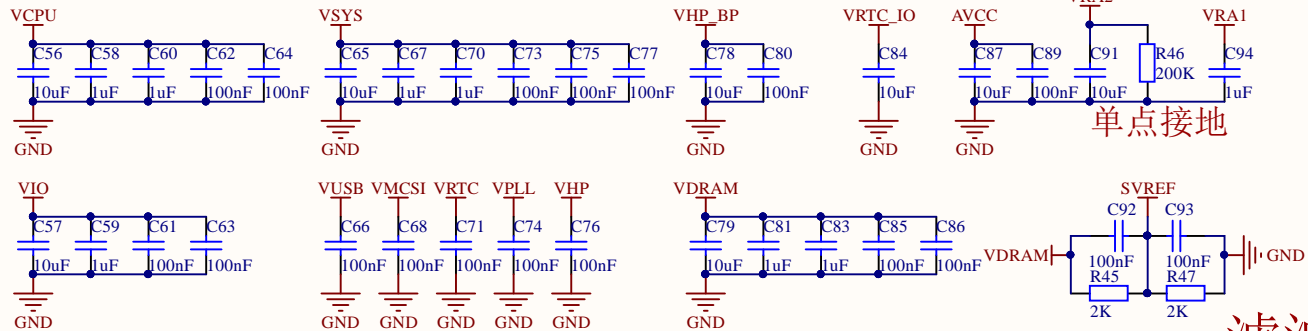 VCPU VSYS VHP_BP VRTC_IO AVCC VRA2 VRA1
C56 C58 C60 C62 C64 C65 C67 C70 C73 C75 C77 C78 C80 C84 C87 C89 C91 R46 C94
200K
10uF 1uF 1uF 100nF 100nF 10uF 1uF 1uF 100nF 100nF 100nF 10uF 100nF 10uF 10uF 100nF 10uF 1uF
单点接地
GND GND GND GND GND
VIO VUSB VMCSI VRTC VPLL VHP VDRAM SVREF
C92 C93
C57 C59 C61 C63 C66 C68 C71 C74 C76 C79 C81 C83 C85 C86
VDRAM GND
10uF 1uF 100nF 100nF 100nF 100nF 100nF 100nF 100nF 10uF 1uF 1uF 100nF 100nF 100nF 100nF
R45 R47
2K 2K
GND GND GND GND GND GND GND